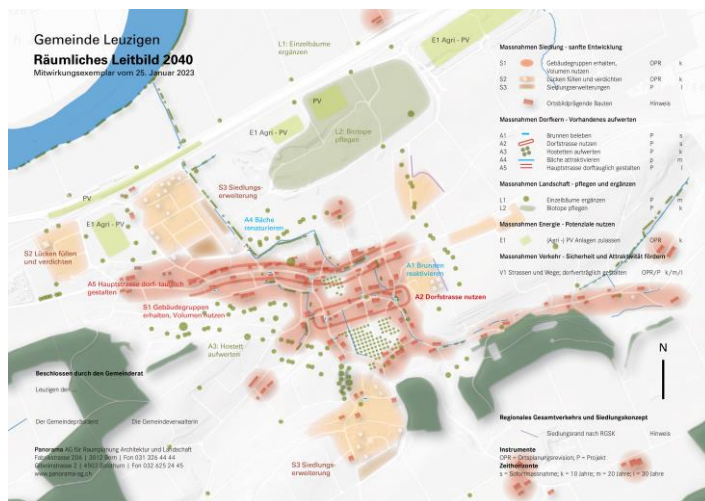 Gemeinde Leuzigen
Räumliches Leitbild 2040
Mitwirkungsexemplar vom 25. Januar 2023
L1: Einzelbäume
ergänzen
E1 Agri - PV
PV
E1 Agri - PV
L2: Biotope
pflegen
PV
E1 Agri - PV
S3 Siedlungs-
erweiterung
A4 Bäche
renaturieren
S2 Lücken füllen
und verdichten
A5 Hauptstrasse dorf- tauglich
gestalten
S1 Gebäudegruppen
erhalten, Volumen nutzen
A1 Brunnen
reaktivieren
A2 Dorfstrasse nutzen
A3: Hostett
aufwerten
S3 Siedlungs-
erweiterung
Massnahmen Siedlung - sanfte Entwicklung
S1 Gebäudegruppen erhalten, OPR k
Volumen nutzen
S2 Lücken füllen und verdichten OPR k
S3 Siedlungserweiterungen P l
Ortsbildprägende Bauten Hinweis
Massnahmen Dorfkern - Vorhandenes aufwerten
A1 Brunnen beleben P s
A2 Dorfstrasse nutzen P s
A3 Hostetten aufwerten P k
A4 Bäche attraktivieren p m
A5 Hauptstrasse dorftauglich gestalten P l
Massnahmen Landschaft - pflegen und ergänzen
L1 Einzelbäume ergänzen P m
L2 Biotope pflegen P k
Massnahmen Energie - Potenziale nutzen
E1 (Agri -) PV Anlagen zulassen OPR k
Massnahmen Verkehr - Sicherheit und Attraktivität fördern
V1 Strassen und Wege; dorfverträglich gestalten OPR/P k/m/l
N
Beschlossen durch den Gemeinderat
Leuzigen den
Der Gemeindepräsident Die Gemeindeverwalterin
Panorama AG für Raumplanung Architektur und Landschaft
Fabrikstrasse 20A | 3012 Bern | Fon 031 326 44 44
4502 Solothurn | Fon 032 625 24 45
www.panorama-ag.ch
Regionales Gesamtverkehrs und Siedlungskonzept
Siedlungsrand nach RGSK Hinweis
Instrumente
OPR = Ortsplanungsrevision; P = Projekt
Zeithorizonte
s = Sofortmassnahme; k = 10 Jahre; m = 20 Jahre; l = 30 Jahre